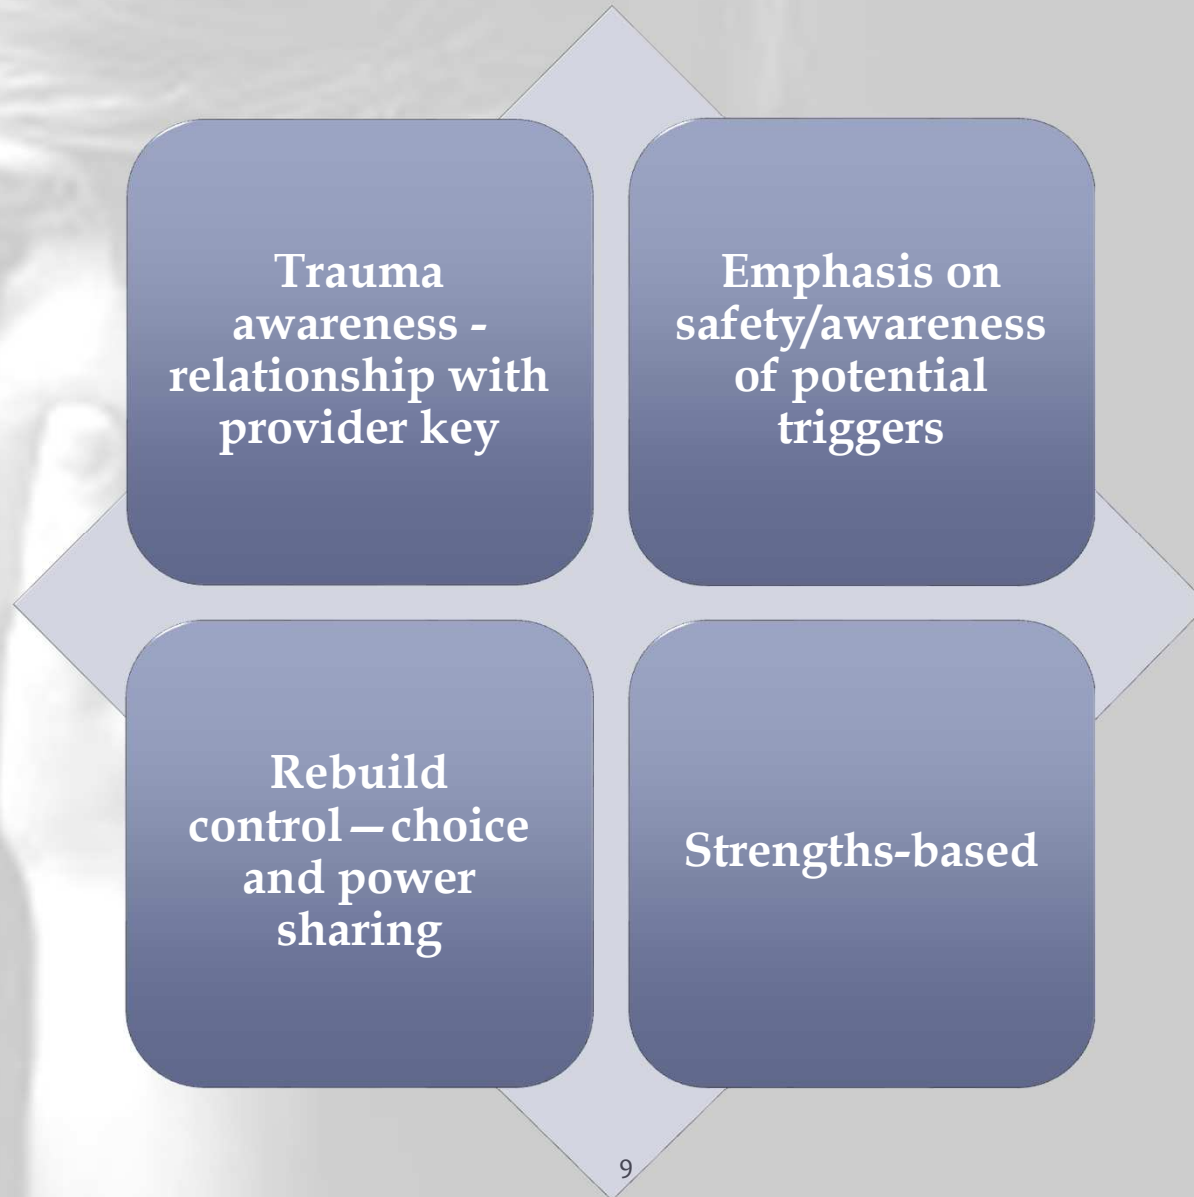 Trauma
awareness -
relationship with
provider key
Emphasis on
safety/awareness
of potential
triggers
Rebuild
control—choice
and power
sharing
Strengths-based
9